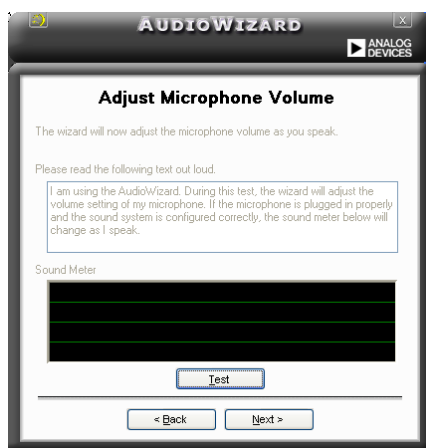 AUDIOWIZARD
ANALOG
DEVICES
Adjust Microphone Volume
The wizard will now adjust the microphone volume as you speak.
Please read the following text out loud.
I am using the AudioWizard. During this test, the wizard will adjust the
volume setting of my microphone. If the microphone is plugged in properly
and the sound system is configured correctly, the sound meter below will
change as I speak.
Sound Meter
Test
< Back Next >